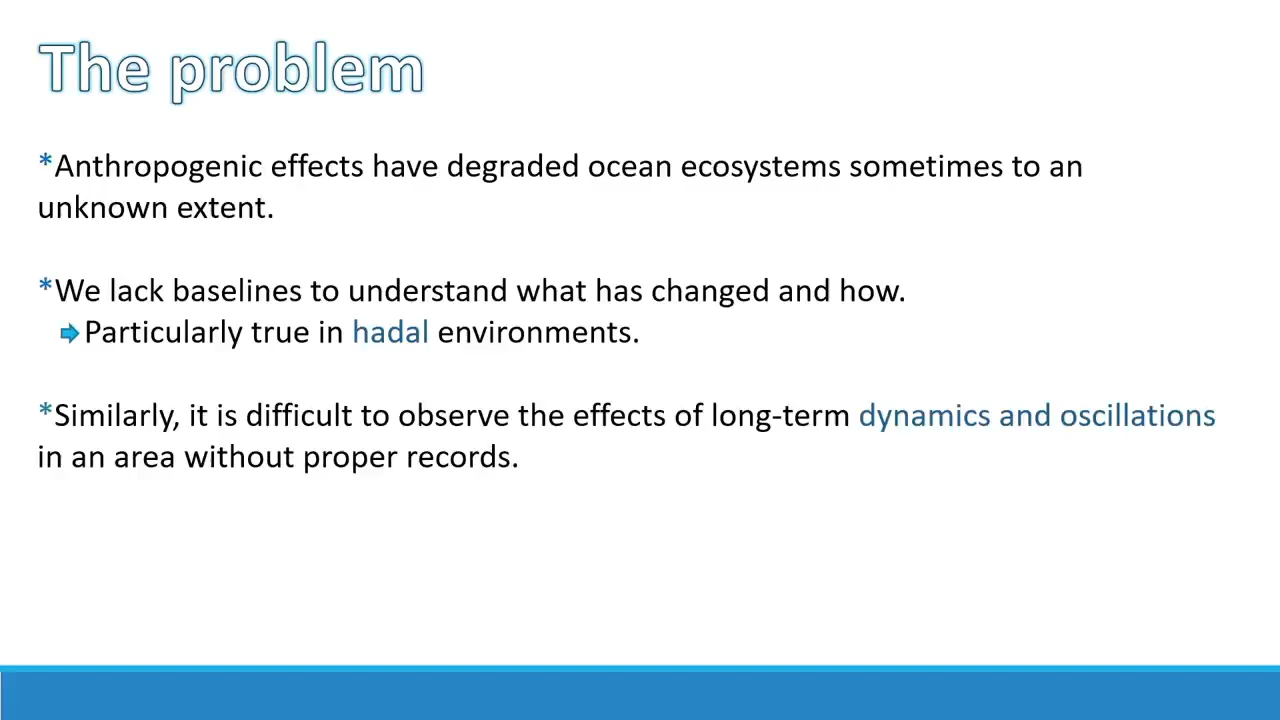 The problem
*Anthropogenic effects have degraded ocean ecosystems sometimes to an
unknown extent.
*We lack baselines to understand what has changed and how.
Particularly true in hadal environments.
*Similarly, it is difficult to observe the effects of long-term dynamics and oscillations
in an area without proper records.